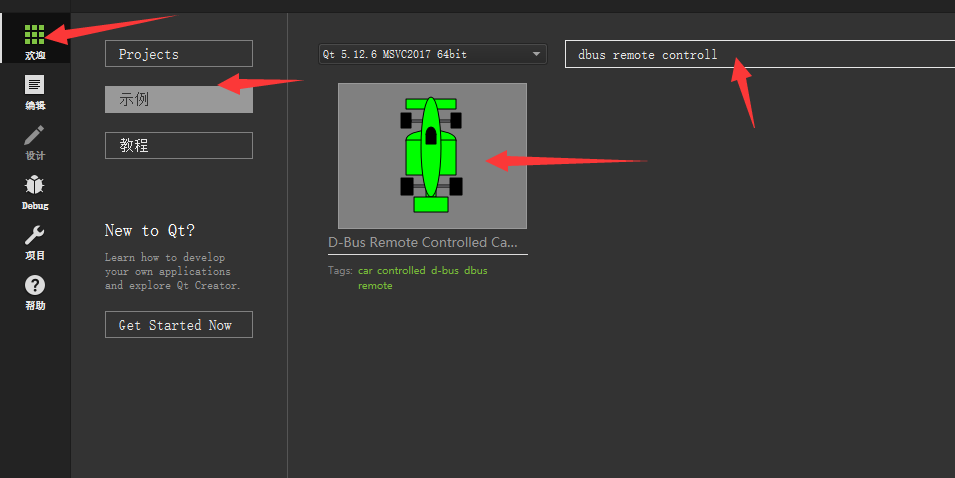 欢迎
编辑
设计
Debug
项目
帮助
Projects
示例
教程
New to Qt?
Learn how to develop
your own applications
and explore Qt Creator.
Get Started Now
Qt 5.12.6 MSVC2017 64bit
dbus remote controll
D-Bus Remote Controlled Ca...
Tags: car controlled d-bus dbus
remote